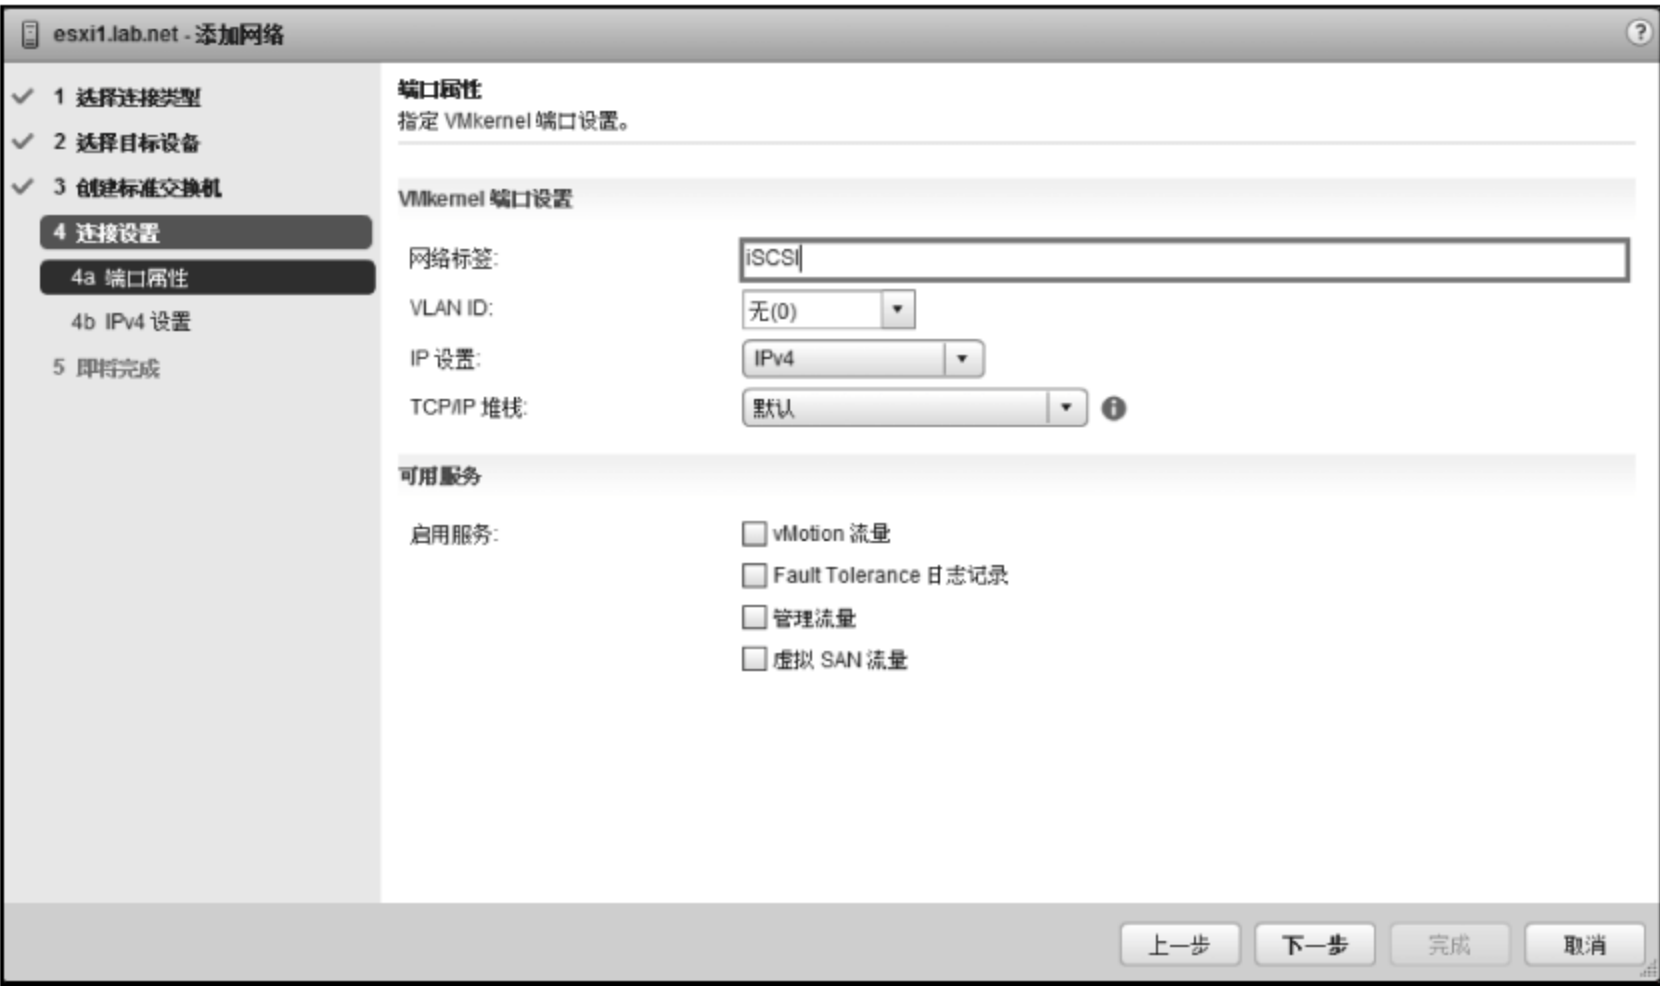 esxi1.lab.net - 添加网络
?
1 选择连接类型
2 选择目标设备
3 创建标准交换机
4 连接设置
4a 端口属性
4b IPv4 设置
5 即将完成
端口属性
指定 VMkernel 端口设置。
VMkernel 端口设置
网络标签: iSCSI
VLAN ID: 无(0)
IP 设置: IPv4
TCP/IP 堆栈: 默认
可用服务
启用服务: vMotion 流量
Fault Tolerance 日志记录
管理流量
虚拟 SAN 流量
上一步 下一步 完成 取消